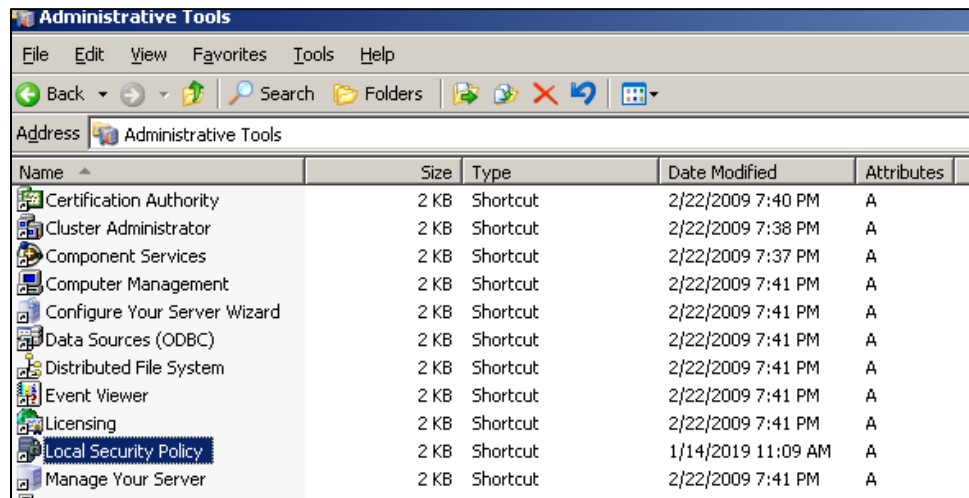 Administrative Tools
File Edit View Favorites Tools Help
Back Search Folders
Address Administrative Tools
Name Size Type Date Modified Attributes
Certification Authority 2 KB Shortcut 2/22/2009 7:40 PM A
Cluster Administrator 2 KB Shortcut 2/22/2009 7:38 PM A
Component Services 2 KB Shortcut 2/22/2009 7:37 PM A
Computer Management 2 KB Shortcut 2/22/2009 7:41 PM A
Configure Your Server Wizard 2 KB Shortcut 2/22/2009 7:41 PM A
Data Sources (ODBC) 2 KB Shortcut 2/22/2009 7:41 PM A
Distributed File System 2 KB Shortcut 2/22/2009 7:41 PM A
Event Viewer 2 KB Shortcut 2/22/2009 7:41 PM A
Licensing 2 KB Shortcut 2/22/2009 7:41 PM A
Local Security Policy 2 KB Shortcut 1/14/2019 11:09 AM A
Manage Your Server 2 KB Shortcut 2/22/2009 7:41 PM A